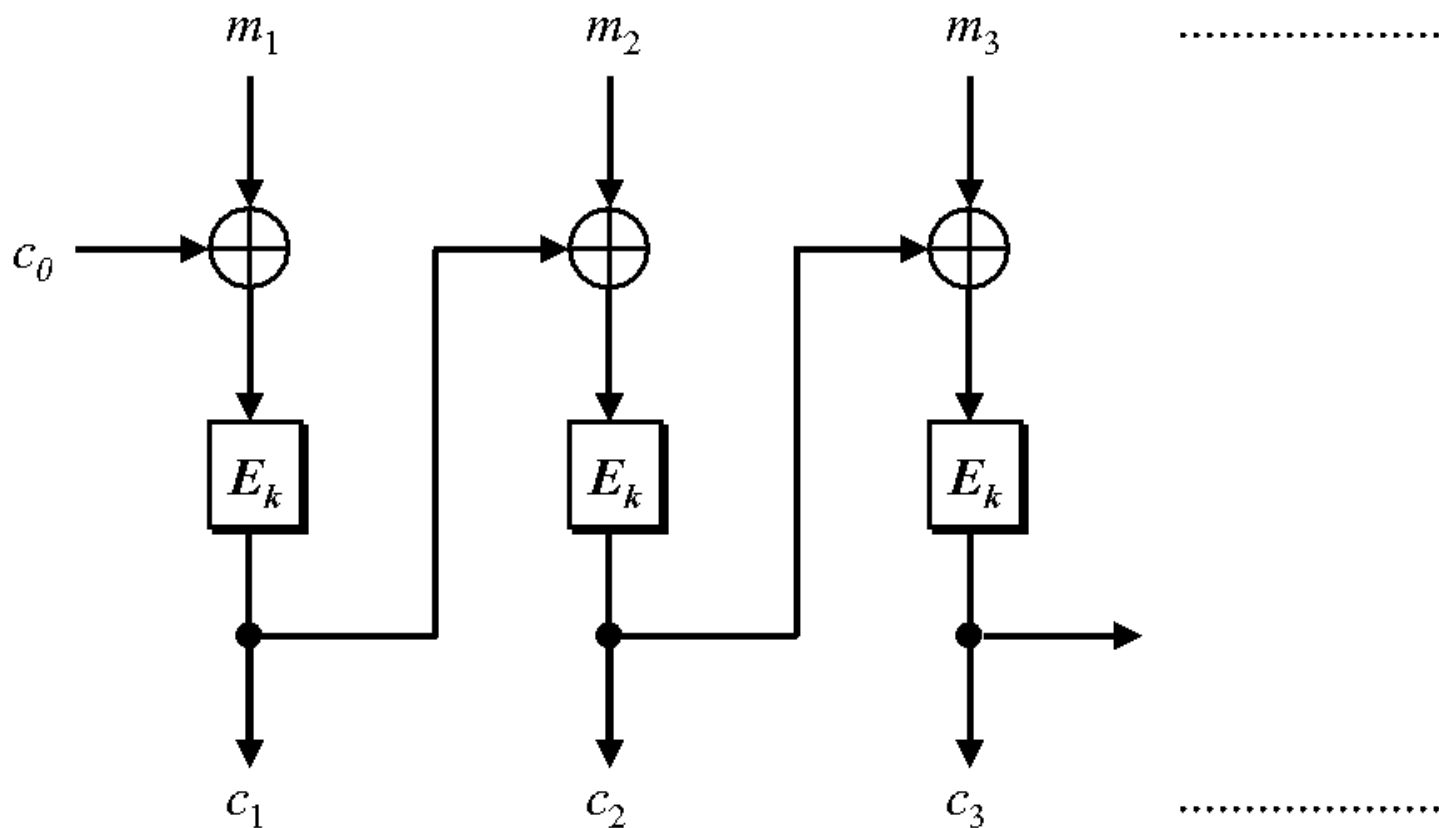 m₁ m₂ m₃ ....................
c₀
Eₖ Eₖ Eₖ
c₁ c₂ c₃ ....................